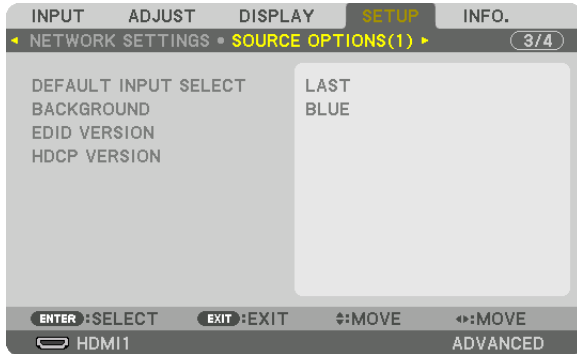 INPUT ADJUST DISPLAY SETUP INFO.
NETWORK SETTINGS • SOURCE OPTIONS(1) 3/4
DEFAULT INPUT SELECT LAST
BACKGROUND BLUE
EDID VERSION
HDCP VERSION
ENTER :SELECT EXIT :EXIT :MOVE :MOVE
HDMI1 ADVANCED